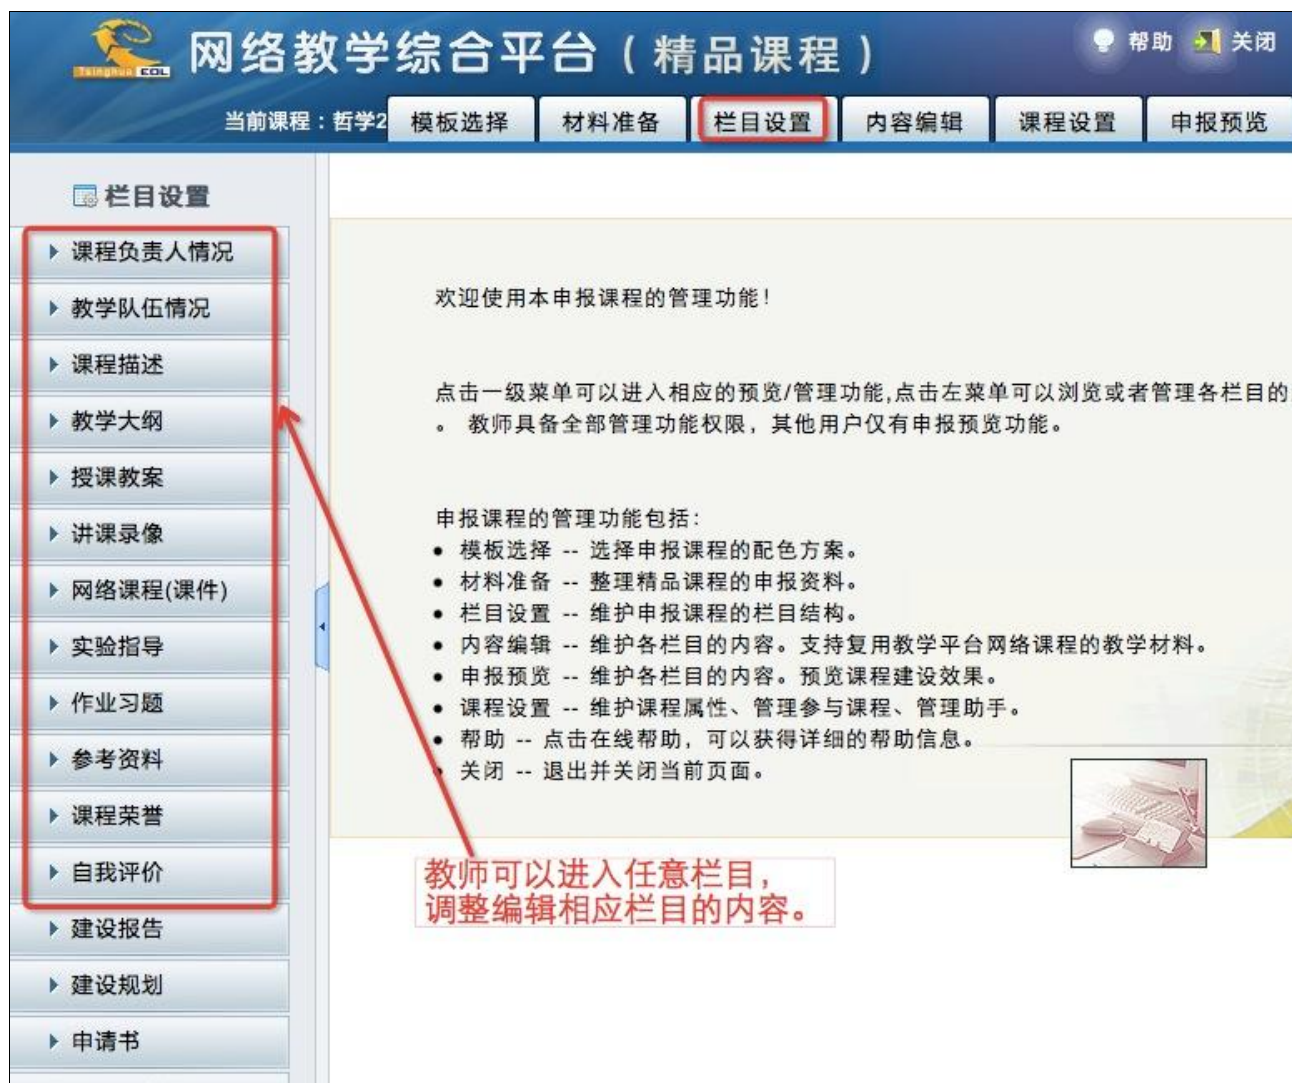 网络教学综合平台（精品课程）
帮助 关闭
Tsinghua EOL
当前课程：哲学2 模板选择 材料准备 栏目设置 内容编辑 课程设置 申报预览
栏目设置
课程负责人情况
教学队伍情况
课程描述
教学大纲
授课教案
讲课录像
网络课程(课件)
实验指导
作业习题
参考资料
课程荣誉
自我评价
建设报告
建设规划
申请书
欢迎使用本申报课程的管理功能！
点击一级菜单可以进入相应的预览/管理功能,点击左菜单可以浏览或者管理各栏目的
。 教师具备全部管理功能权限，其他用户仅有申报预览功能。
申报课程的管理功能包括：
• 模板选择 -- 选择申报课程的配色方案。
• 材料准备 -- 整理精品课程的申报资料。
• 栏目设置 -- 维护申报课程的栏目结构。
• 内容编辑 -- 维护各栏目的内容。支持复用教学平台网络课程的教学材料。
• 申报预览 -- 维护各栏目的内容。预览课程建设效果。
• 课程设置 -- 维护课程属性、管理参与课程、管理助手。
• 帮助 -- 点击在线帮助，可以获得详细的帮助信息。
• 关闭 -- 退出并关闭当前页面。
教师可以进入任意栏目，
调整编辑相应栏目的内容。